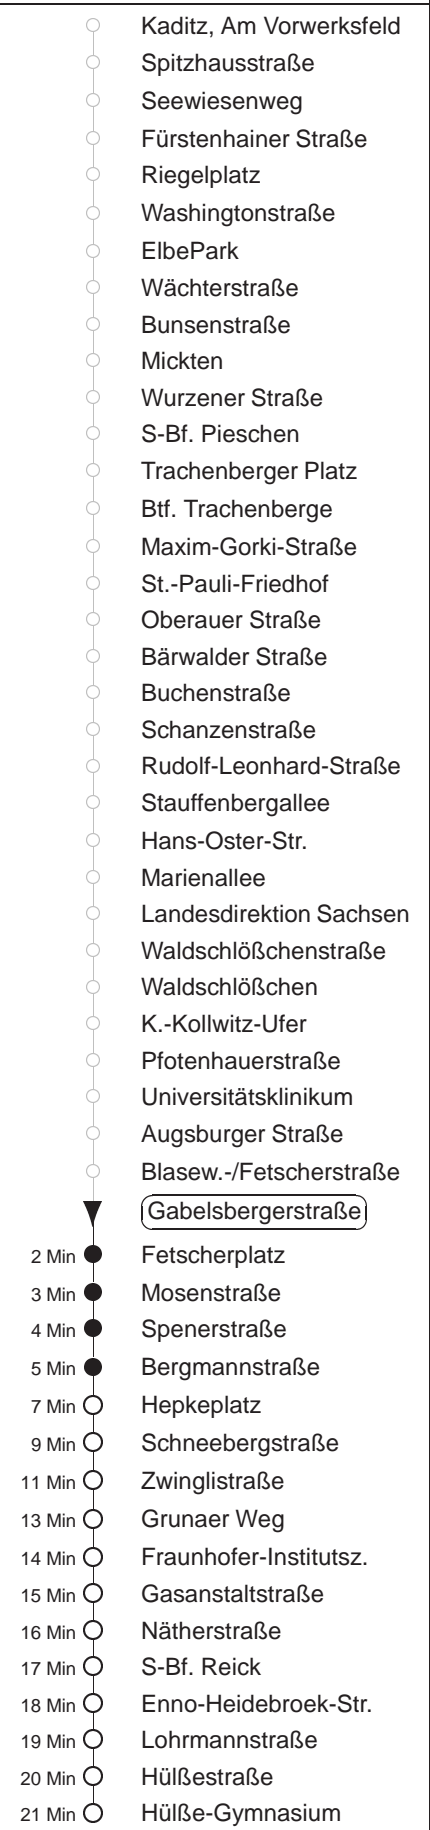 Kaditz, Am Vorwerksfeld
Spitzhausstraße
Seewiesenweg
Fürstenhainer Straße
Riegelplatz
Washingtonstraße
ElbePark
Wächterstraße
Bunsenstraße
Mickten
Wurzener Straße
S-Bf. Pieschen
Trachenberger Platz
Btf. Trachenberge
Maxim-Gorki-Straße
St.-Pauli-Friedhof
Oberauer Straße
Bärwalder Straße
Buchenstraße
Schanzenstraße
Rudolf-Leonhard-Straße
Stauffenbergallee
Hans-Oster-Str.
Marienallee
Landesdirektion Sachsen
Waldschlößchenstraße
Waldschlößchen
K.-Kollwitz-Ufer
Pfotenhauerstraße
Universitätsklinikum
Augsburger Straße
Blasew.-/Fetscherstraße
Gabelsbergerstraße
2 Min Fetscherplatz
3 Min Mosenstraße
4 Min Spenerstraße
5 Min Bergmannstraße
7 Min Hepkeplatz
9 Min Schneebergstraße
11 Min Zwinglistraße
13 Min Grunaer Weg
14 Min Fraunhofer-Institutsz.
15 Min Gasanstaltstraße
16 Min Nätherstraße
17 Min S-Bf. Reick
18 Min Enno-Heidebroek-Str.
19 Min Lohrmannstraße
20 Min Hülßestraße
21 Min Hülße-Gymnasium